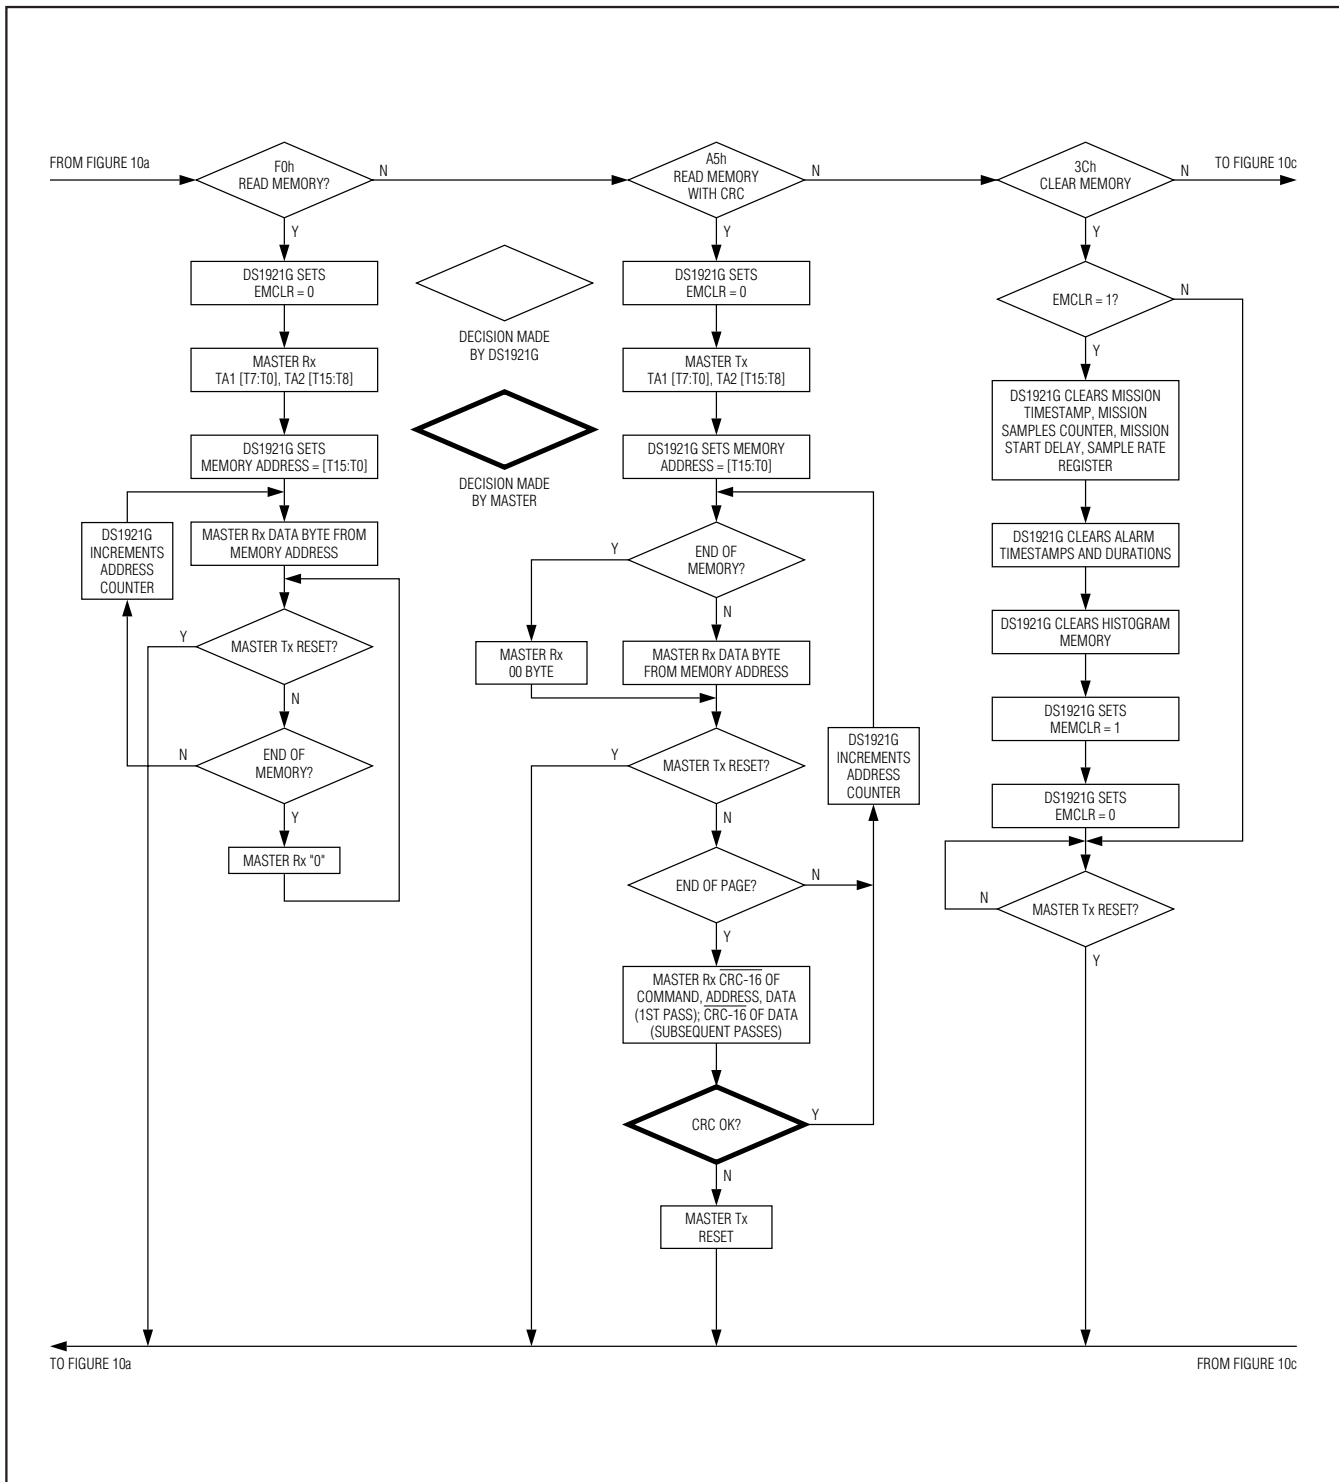 FROM FIGURE 10a
F0h
READ MEMORY?
N
Y
DS1921G SETS
EMCLR = 0
MASTER Rx
TA1 [T7:T0], TA2 [T15:T8]
DS1921G SETS
MEMORY ADDRESS = [T15:T0]
DS1921G
INCREMENTS
ADDRESS
COUNTER
MASTER Rx DATA BYTE FROM
MEMORY ADDRESS
Y
MASTER Tx RESET?
N
N
END OF
MEMORY?
Y
MASTER Rx "0"
DECISION MADE
BY DS1921G
DECISION MADE
BY MASTER
A5h
READ MEMORY
WITH CRC
N
Y
DS1921G SETS
EMCLR = 0
MASTER Tx
TA1 [T7:T0], TA2 [T15:T8]
DS1921G SETS MEMORY
ADDRESS = [T15:T0]
Y
END OF
MEMORY?
N
MASTER Rx
00 BYTE
MASTER Rx DATA BYTE
FROM MEMORY ADDRESS
Y
MASTER Tx RESET?
DS1921G
INCREMENTS
ADDRESS
COUNTER
N
END OF PAGE?
N
Y
MASTER Rx CRC-16 OF
COMMAND, ADDRESS, DATA
(1ST PASS); CRC-16 OF DATA
(SUBSEQUENT PASSES)
CRC OK?
Y
N
MASTER Tx
RESET
3Ch
CLEAR MEMORY
N
TO FIGURE 10c
Y
EMCLR = 1?
N
Y
DS1921G CLEARS MISSION
TIMESTAMP, MISSION
SAMPLES COUNTER, MISSION
START DELAY, SAMPLE RATE
REGISTER
DS1921G CLEARS ALARM
TIMESTAMPS AND DURATIONS
DS1921G CLEARS HISTOGRAM
MEMORY
DS1921G SETS
MEMCLR = 1
DS1921G SETS
EMCLR = 0
N
MASTER Tx RESET?
Y
TO FIGURE 10a
FROM FIGURE 10c